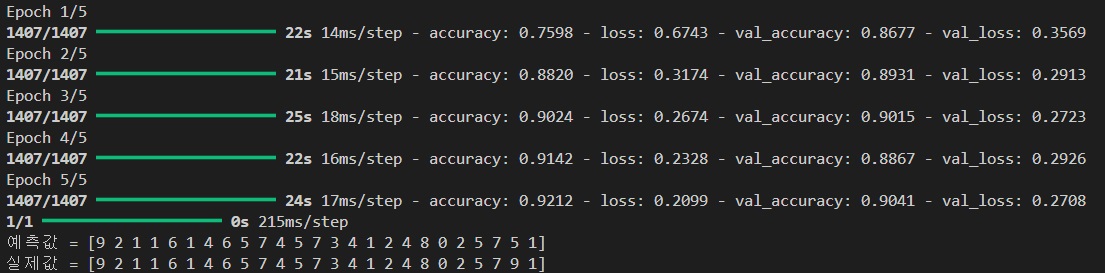 Epoch 1/5
1407/1407 22s 14ms/step - accuracy: 0.7598 - loss: 0.6743 - val_accuracy: 0.8677 - val_loss: 0.3569
Epoch 2/5
1407/1407 21s 15ms/step - accuracy: 0.8820 - loss: 0.3174 - val_accuracy: 0.8931 - val_loss: 0.2913
Epoch 3/5
1407/1407 25s 18ms/step - accuracy: 0.9024 - loss: 0.2674 - val_accuracy: 0.9015 - val_loss: 0.2723
Epoch 4/5
1407/1407 22s 16ms/step - accuracy: 0.9142 - loss: 0.2328 - val_accuracy: 0.8867 - val_loss: 0.2926
Epoch 5/5
1407/1407 24s 17ms/step - accuracy: 0.9212 - loss: 0.2099 - val_accuracy: 0.9041 - val_loss: 0.2708
1/1 0s 215ms/step
예측값 = [9 2 1 1 6 1 4 6 5 7 4 5 7 3 4 1 2 4 8 0 2 5 7 5 1]
실제값 = [9 2 1 1 6 1 4 6 5 7 4 5 7 3 4 1 2 4 8 0 2 5 7 9 1]